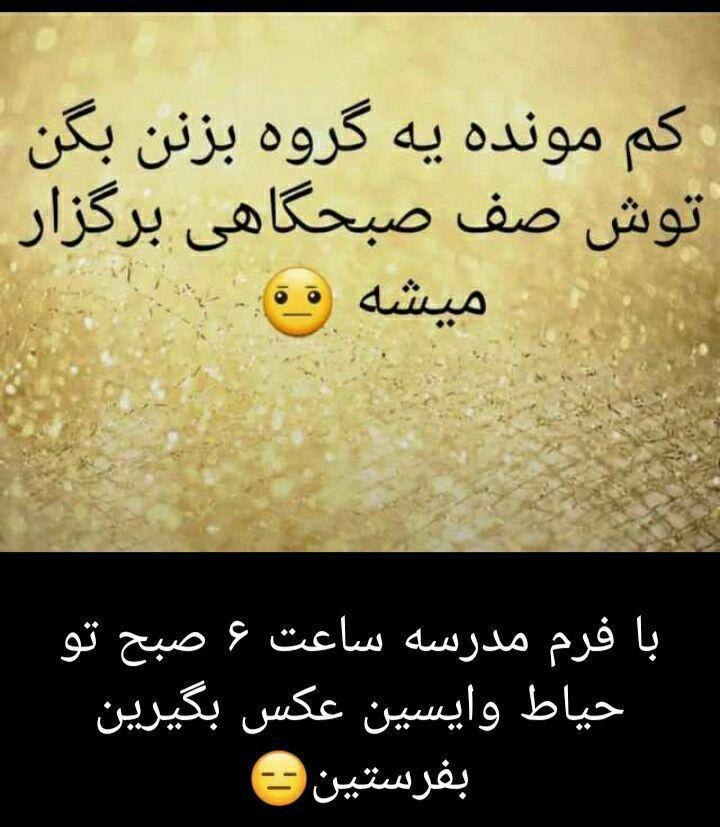 کم مونده یه گروه بزنن بگن
توش صف صبحگاهی برگزار
میشه 😐
با فرم مدرسه ساعت ۶ صبح تو
حیاط وایسین عکس بگیرین
بفرستین😑